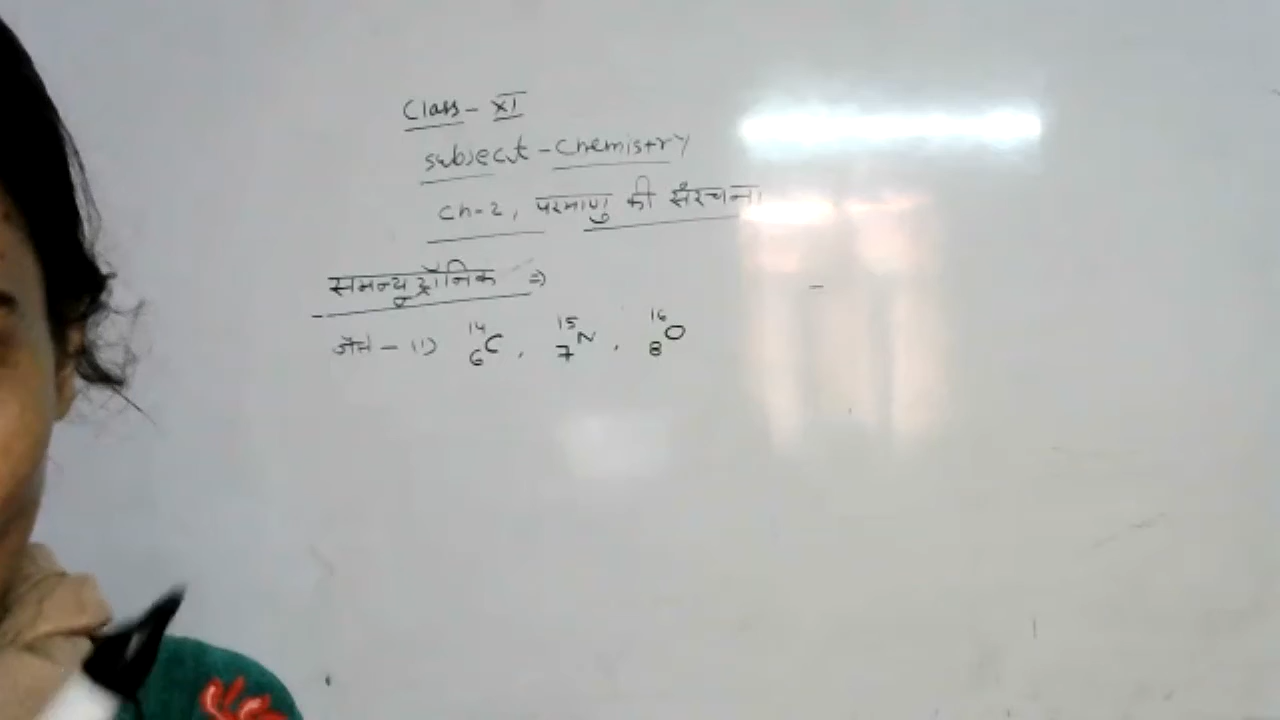 Class - XI
subject - chemistry
ch-2, परमाणु की संरचना
समन्यूट्रॉनिक ⇒
जैसे - (1) ¹⁴₆C, ¹⁵₇N, ¹⁶₈O